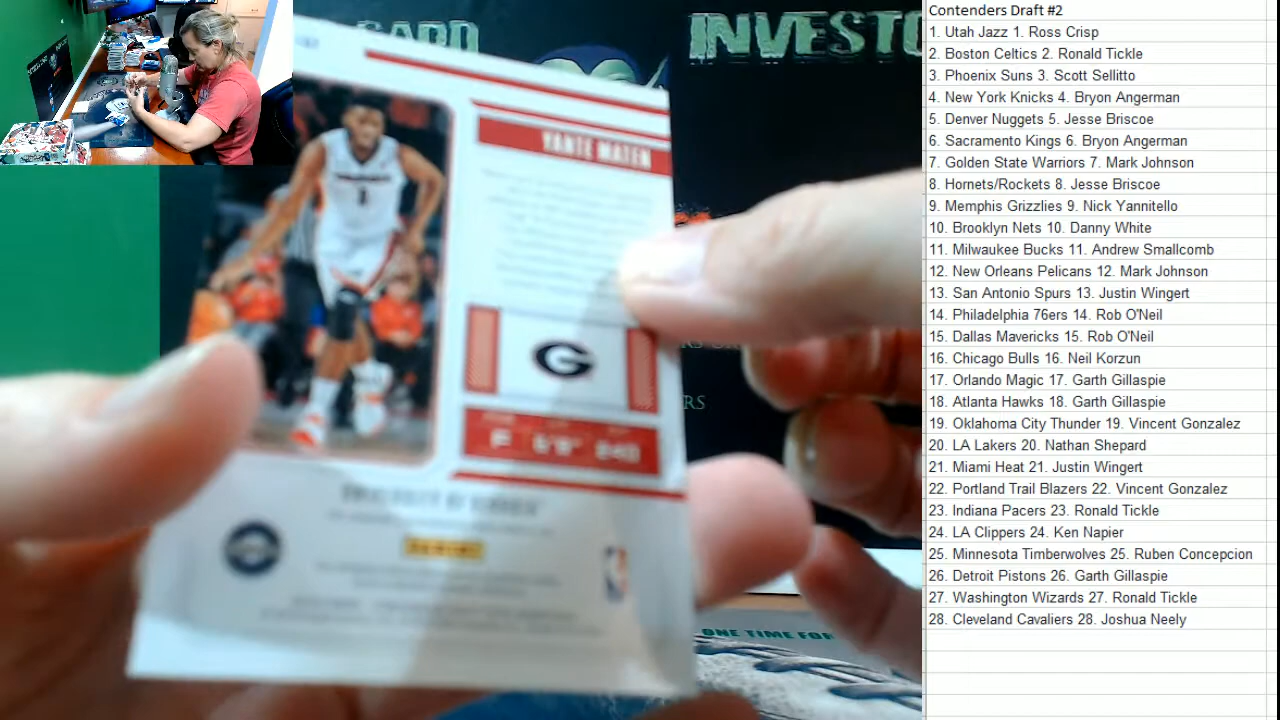 CARD INVESTO
YANTE MATEN
G
PANINI
ONE TIME FOR
Contenders Draft #2
1. Utah Jazz 1. Ross Crisp
2. Boston Celtics 2. Ronald Tickle
3. Phoenix Suns 3. Scott Sellitto
4. New York Knicks 4. Bryon Angerman
5. Denver Nuggets 5. Jesse Briscoe
6. Sacramento Kings 6. Bryon Angerman
7. Golden State Warriors 7. Mark Johnson
8. Hornets/Rockets 8. Jesse Briscoe
9. Memphis Grizzlies 9. Nick Yannitello
10. Brooklyn Nets 10. Danny White
11. Milwaukee Bucks 11. Andrew Smallcomb
12. New Orleans Pelicans 12. Mark Johnson
13. San Antonio Spurs 13. Justin Wingert
14. Philadelphia 76ers 14. Rob O'Neil
15. Dallas Mavericks 15. Rob O'Neil
16. Chicago Bulls 16. Neil Korzun
17. Orlando Magic 17. Garth Gillaspie
18. Atlanta Hawks 18. Garth Gillaspie
19. Oklahoma City Thunder 19. Vincent Gonzalez
20. LA Lakers 20. Nathan Shepard
21. Miami Heat 21. Justin Wingert
22. Portland Trail Blazers 22. Vincent Gonzalez
23. Indiana Pacers 23. Ronald Tickle
24. LA Clippers 24. Ken Napier
25. Minnesota Timberwolves 25. Ruben Concepcion
26. Detroit Pistons 26. Garth Gillaspie
27. Washington Wizards 27. Ronald Tickle
28. Cleveland Cavaliers 28. Joshua Neely